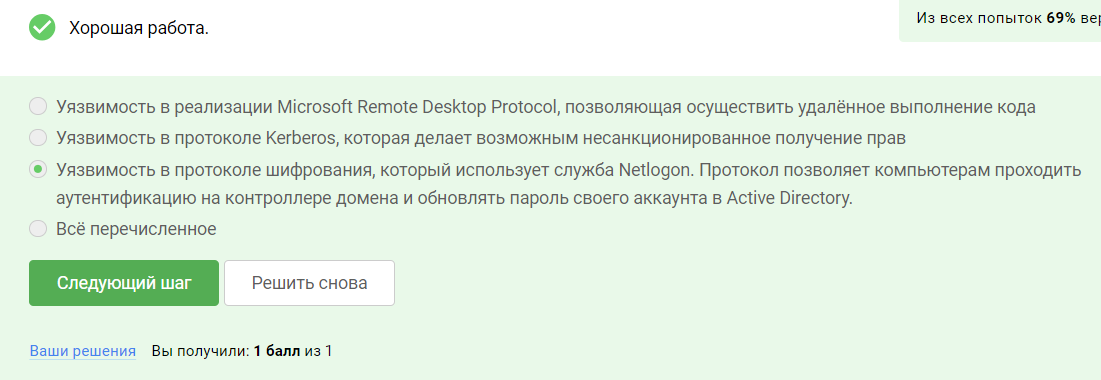 Хорошая работа.
Из всех попыток 69%
Уязвимость в реализации Microsoft Remote Desktop Protocol, позволяющая осуществить удалённое выполнение кода
Уязвимость в протоколе Kerberos, которая делает возможным несанкционированное получение прав
Уязвимость в протоколе шифрования, который использует служба Netlogon. Протокол позволяет компьютерам проходить
аутентификацию на контроллере домена и обновлять пароль своего аккаунта в Active Directory.
Всё перечисленное
Следующий шаг
Решить снова
Ваши решения
Вы получили: 1 балл из 1